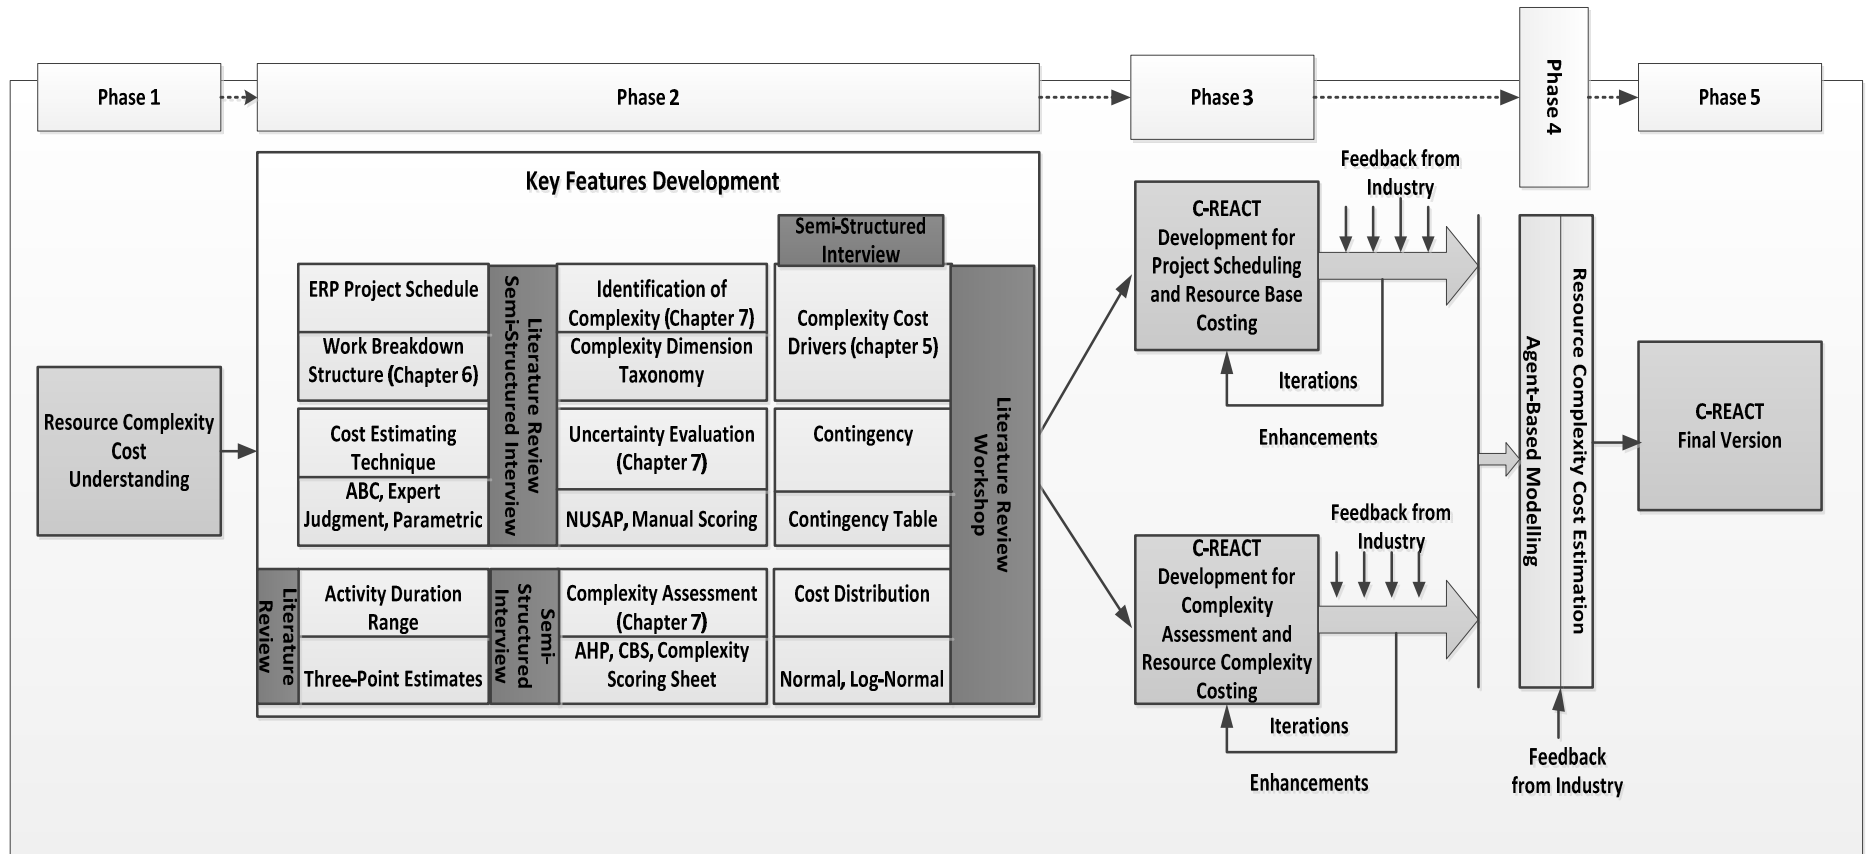 Phase 1
Phase 2
Phase 3
Phase 4
Phase 5
Resource Complexity
Cost
Understanding
Key Features Development
ERP Project Schedule
Work Breakdown
Structure (Chapter 6)
Cost Estimating
Technique
ABC, Expert
Judgment, Parametric
Literature
Review
Activity Duration
Range
Three-Point Estimates
Literature Review
Semi-Structured Interview
Semi-
Structured
Interview
Identification of
Complexity (Chapter 7)
Complexity Dimension
Taxonomy
Uncertainty Evaluation
(Chapter 7)
NUSAP, Manual Scoring
Complexity Assessment
(Chapter 7)
AHP, CBS, Complexity
Scoring Sheet
Semi-Structured
Interview
Complexity Cost
Drivers (chapter 5)
Contingency
Contingency Table
Cost Distribution
Normal, Log-Normal
Literature Review
Workshop
C-REACT
Development for
Project Scheduling
and Resource Base
Costing
Feedback from
Industry
Iterations
Enhancements
C-REACT
Development for
Complexity
Assessment and
Resource Complexity
Costing
Feedback from
Industry
Iterations
Enhancements
Resource Complexity Cost Estimation
Agent-Based Modelling
Feedback
from Industry
C-REACT
Final Version